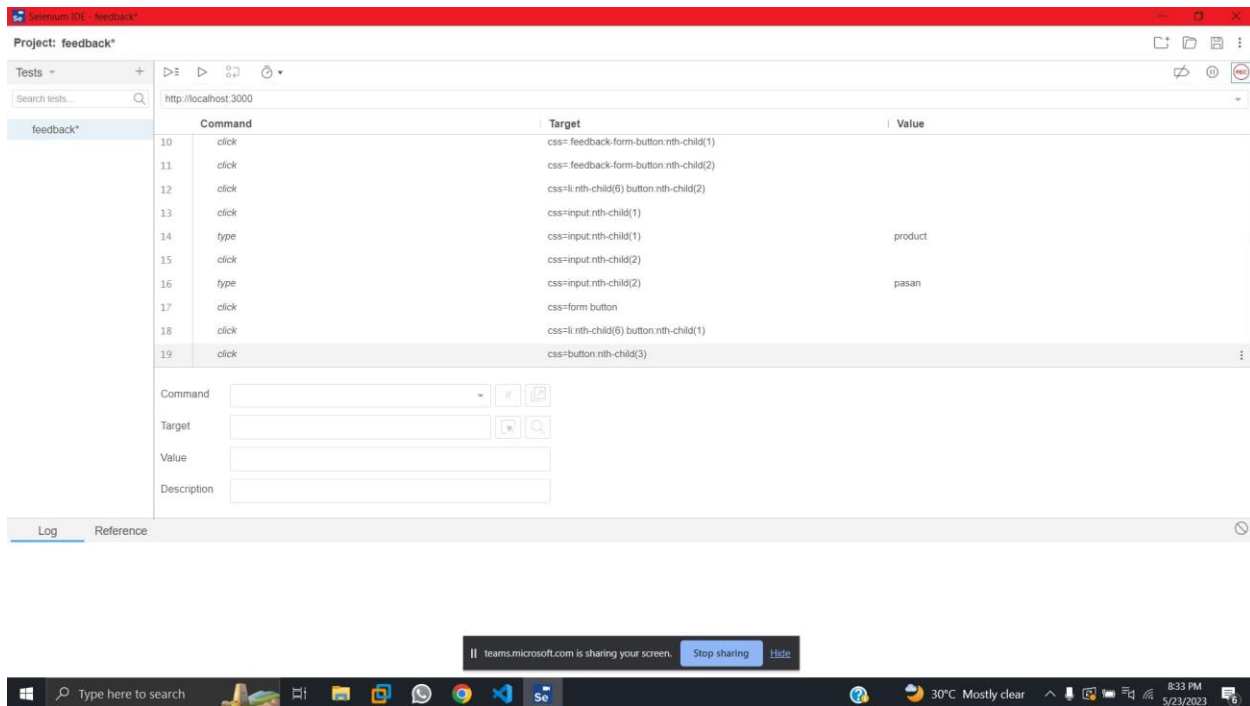 Selenium IDE - feedback*
Project: feedback*
Tests
Search tests...
http://localhost:3000
feedback*
Command Target Value
10 click css=.feedback-form-button:nth-child(1)
11 click css=.feedback-form-button:nth-child(2)
12 click css=li:nth-child(6) button:nth-child(2)
13 click css=input:nth-child(1)
14 type css=input:nth-child(1) product
15 click css=input:nth-child(2)
16 type css=input:nth-child(2) pasan
17 click css=form button
18 click css=li:nth-child(6) button:nth-child(1)
19 click css=button:nth-child(3)
Command //
Target
Value
Description
Log Reference
teams.microsoft.com is sharing your screen. Stop sharing Hide
Type here to search
Se
30°C Mostly clear
8:33 PM
5/23/2023
6
REC